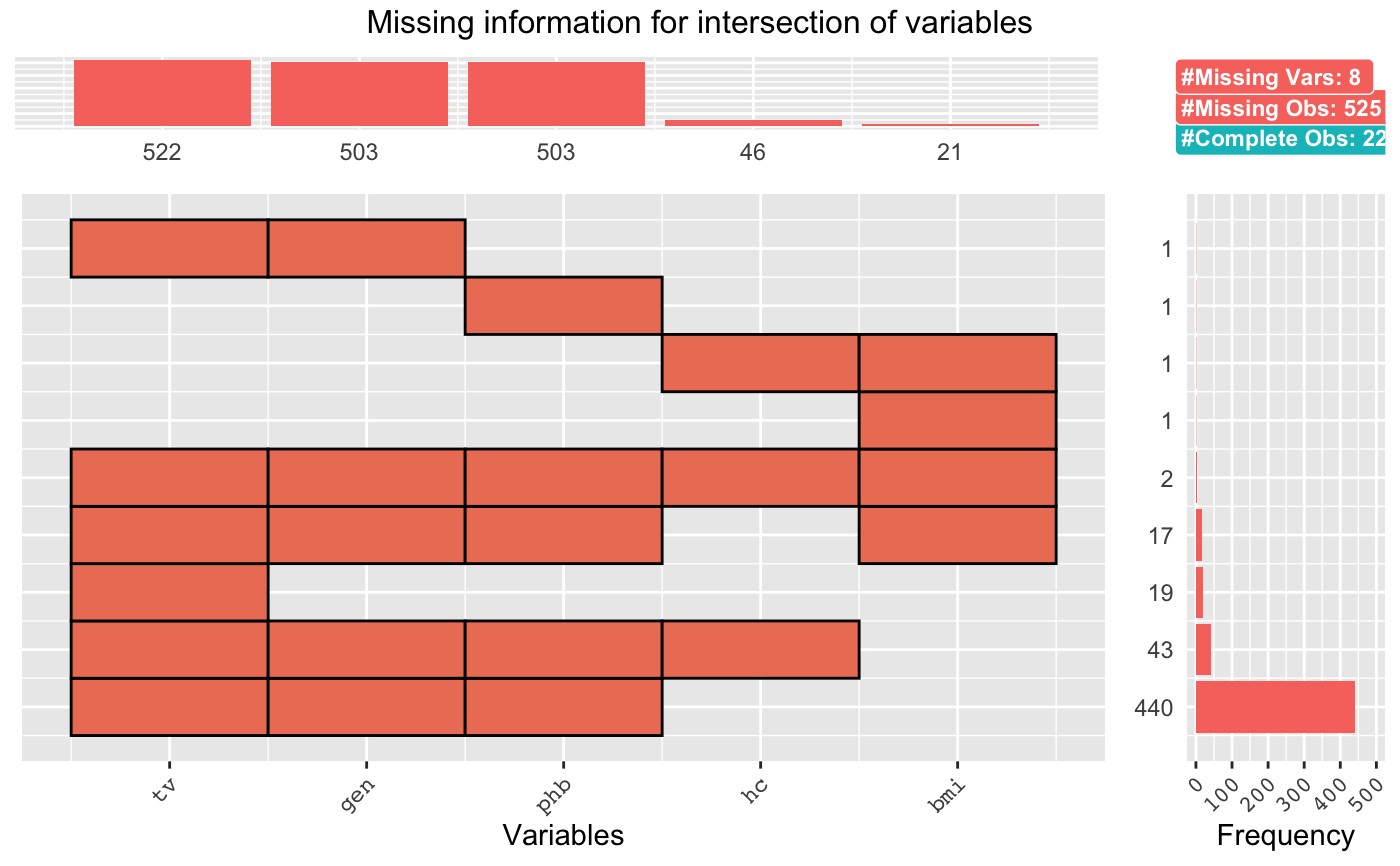 Missing information for intersection of variables
#Missing Vars: 8
#Missing Obs: 525
#Complete Obs: 22
522 503 503 46 21
1
1
1
1
2
17
19
43
440
tv gen phb hc bmi
Variables
0 100 200 300 400 500
Frequency